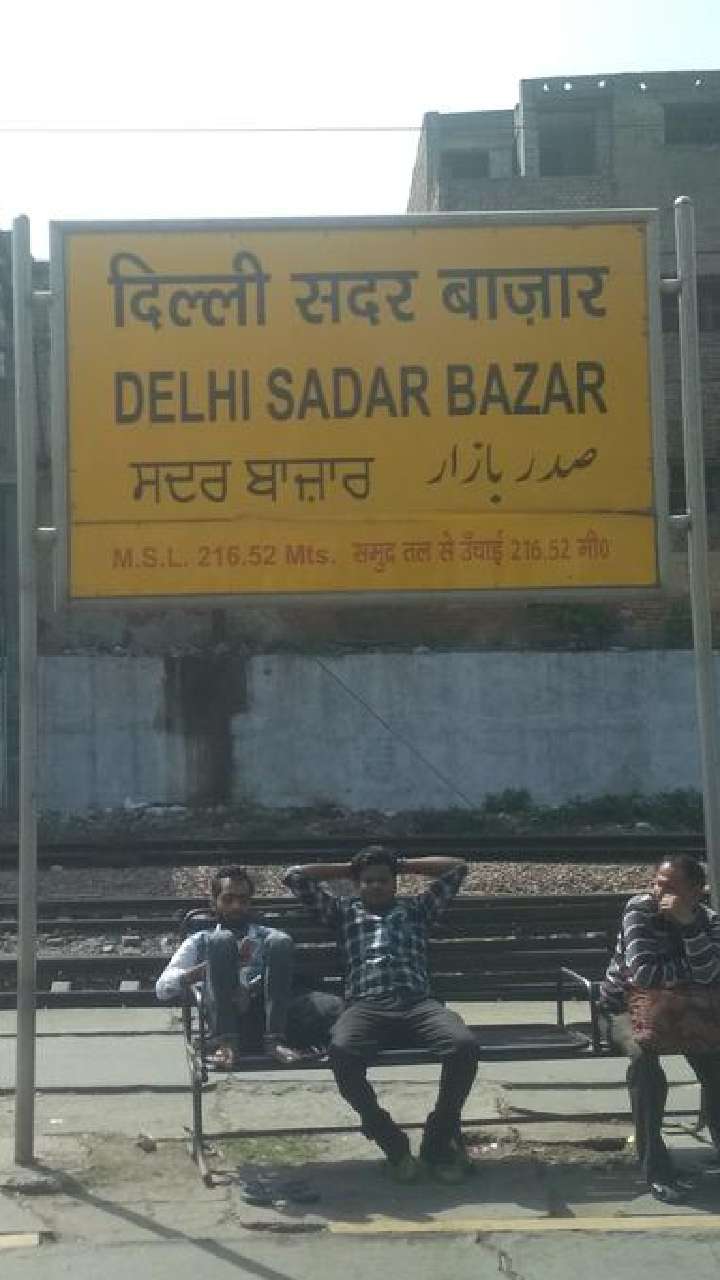 दिल्ली सदर बाज़ार
DELHI SADAR BAZAR
ਸਦਰ ਬਾਜ਼ਾਰ صدر بازار
M.S.L. 216.52 Mts. समुद्र तल से उँचाई 216.52 मी०